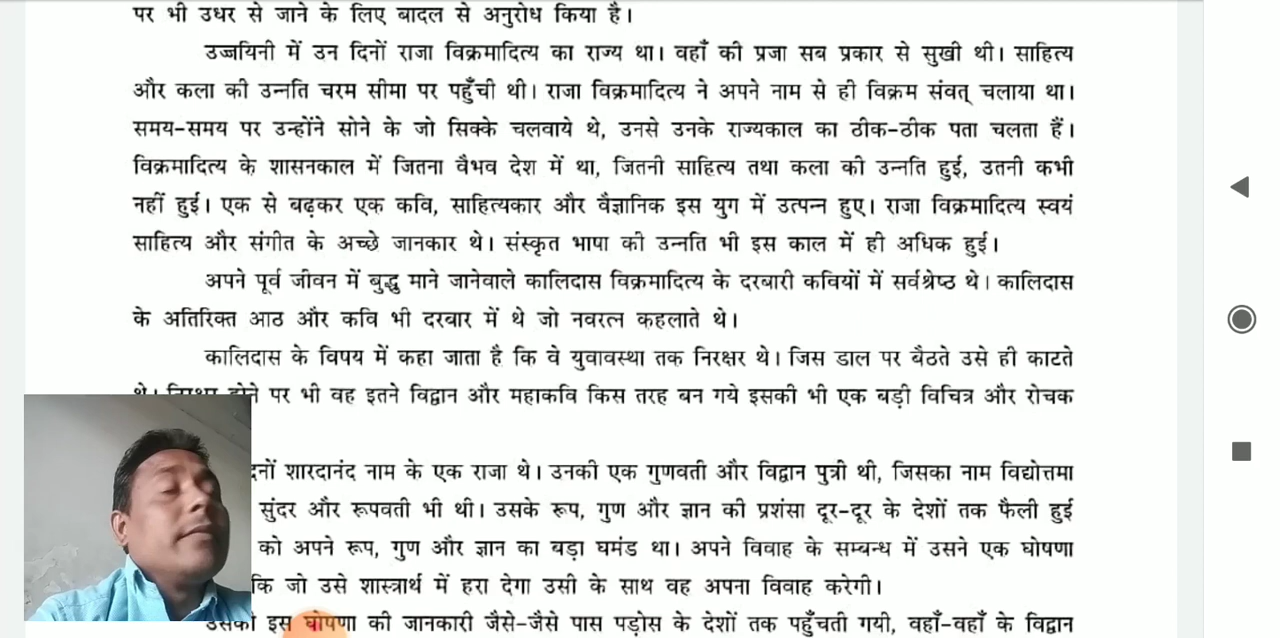 पर भी उधर से जाने के लिए बादल से अनुरोध किया है।
उज्जयिनी में उन दिनों राजा विक्रमादित्य का राज्य था। वहाँ की प्रजा सब प्रकार से सुखी थी। साहित्य
और कला की उन्नति चरम सीमा पर पहुँची थी। राजा विक्रमादित्य ने अपने नाम से ही विक्रम संवत् चलाया था।
समय-समय पर उन्होंने सोने के जो सिक्के चलवाये थे, उनसे उनके राज्यकाल का ठीक-ठीक पता चलता हैं।
विक्रमादित्य के शासनकाल में जितना वैभव देश में था, जितनी साहित्य तथा कला की उन्नति हुई, उतनी कभी
नहीं हुई। एक से बढ़कर एक कवि, साहित्यकार और वैज्ञानिक इस युग में उत्पन्न हुए। राजा विक्रमादित्य स्वयं
साहित्य और संगीत के अच्छे जानकार थे। संस्कृत भाषा की उन्नति भी इस काल में ही अधिक हुई।
अपने पूर्व जीवन में बुद्धु माने जानेवाले कालिदास विक्रमादित्य के दरबारी कवियों में सर्वश्रेष्ठ थे। कालिदास
के अतिरिक्त आठ और कवि भी दरबार में थे जो नवरत्न कहलाते थे।
कालिदास के विषय में कहा जाता है कि वे युवावस्था तक निरक्षर थे। जिस डाल पर बैठते उसे ही काटते
पर भी वह इतने विद्वान और महाकवि किस तरह बन गये इसकी भी एक बड़ी विचित्र और रोचक
शारदानंद नाम के एक राजा थे। उनकी एक गुणवती और विद्वान पुत्री थी, जिसका नाम विद्योत्तमा
सुंदर और रूपवती भी थी। उसके रूप, गुण और ज्ञान की प्रशंसा दूर-दूर के देशों तक फैली हुई
को अपने रूप, गुण और ज्ञान का बड़ा घमंड था। अपने विवाह के सम्बन्ध में उसने एक घोषणा
कि जो उसे शास्त्रार्थ में हरा देगा उसी के साथ वह अपना विवाह करेगी।
उसकी इस घोषणा की जानकारी जैसे-जैसे पास पड़ोस के देशों तक पहुँचती गयी, वहाँ-वहाँ के विद्वान